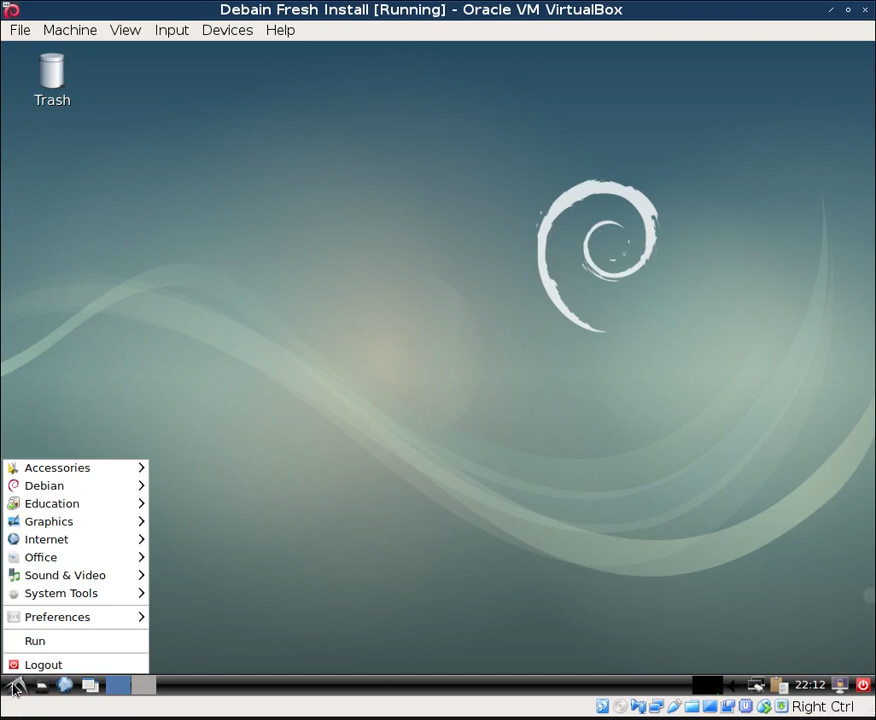 Debain Fresh Install [Running] - Oracle VM VirtualBox
File Machine View Input Devices Help
Trash
Accessories
Debian
Education
Graphics
Internet
Office
Sound & Video
System Tools
Preferences
Run
Logout
22:12
Right Ctrl